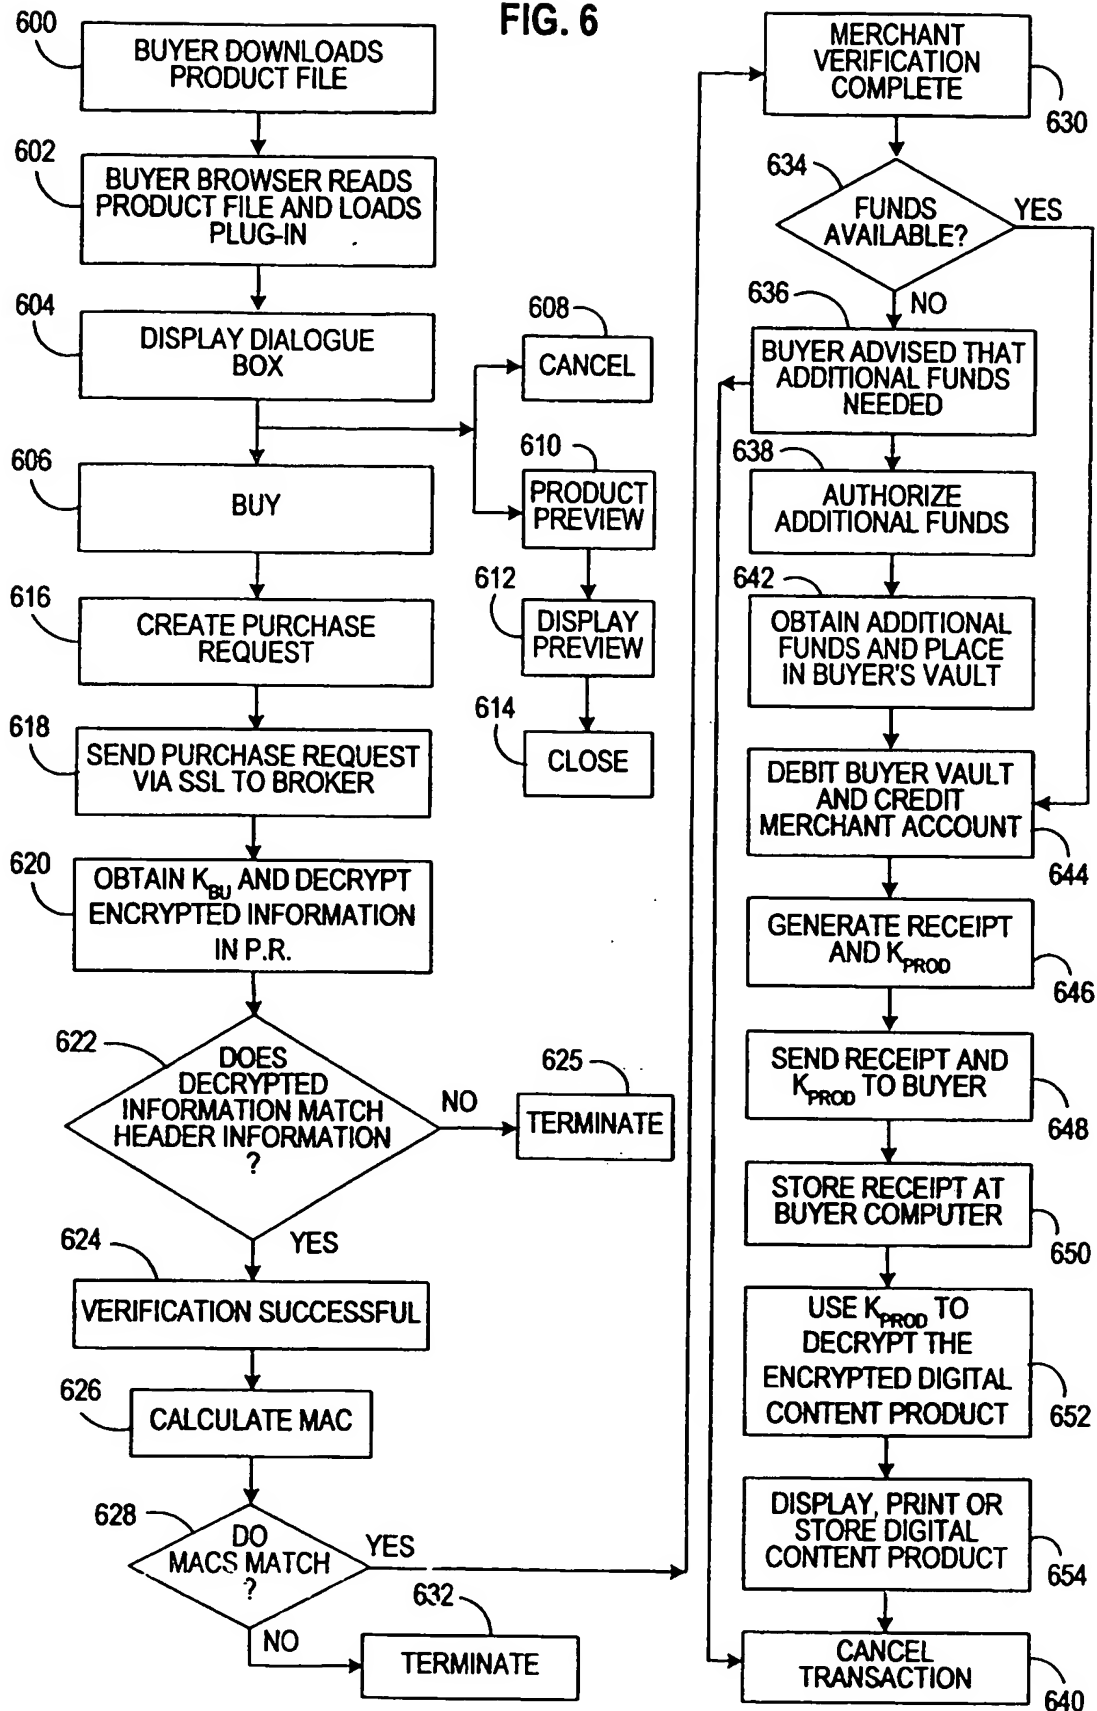 FIG. 6
600
BUYER DOWNLOADS
PRODUCT FILE
602
BUYER BROWSER READS
PRODUCT FILE AND LOADS
PLUG-IN
604
DISPLAY DIALOGUE
BOX
608
CANCEL
606
BUY
610
PRODUCT
PREVIEW
612
DISPLAY
PREVIEW
614
CLOSE
616
CREATE PURCHASE
REQUEST
618
SEND PURCHASE REQUEST
VIA SSL TO BROKER
620
OBTAIN K_BU AND DECRYPT
ENCRYPTED INFORMATION
IN P.R.
622
DOES
DECRYPTED
INFORMATION MATCH
HEADER INFORMATION
?
NO
625
TERMINATE
YES
624
VERIFICATION SUCCESSFUL
626
CALCULATE MAC
628
DO
MACS MATCH
?
YES
NO
632
TERMINATE
MERCHANT
VERIFICATION
COMPLETE
630
634
FUNDS
AVAILABLE?
YES
NO
636
BUYER ADVISED THAT
ADDITIONAL FUNDS
NEEDED
638
AUTHORIZE
ADDITIONAL FUNDS
642
OBTAIN ADDITIONAL
FUNDS AND PLACE
IN BUYER'S VAULT
DEBIT BUYER VAULT
AND CREDIT
MERCHANT ACCOUNT
644
GENERATE RECEIPT
AND K_PROD
646
SEND RECEIPT AND
K_PROD TO BUYER
648
STORE RECEIPT AT
BUYER COMPUTER
650
USE K_PROD TO
DECRYPT THE
ENCRYPTED DIGITAL
CONTENT PRODUCT
652
DISPLAY, PRINT OR
STORE DIGITAL
CONTENT PRODUCT
654
CANCEL
TRANSACTION
640